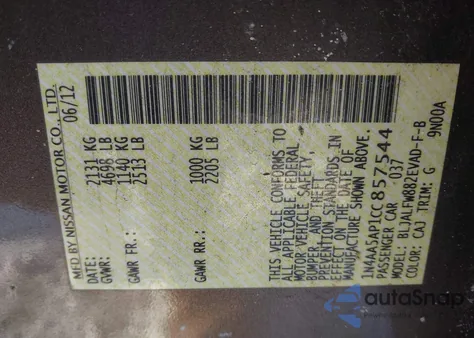 MFD BY NISSAN MOTOR CO., LTD.
06/12
GVWR: 2131 KG
4698 LB
GAWR FR: 1140 KG
2513 LB
GAWR RR: 1000 KG
2205 LB
THIS VEHICLE CONFORMS TO
ALL APPLICABLE FEDERAL
MOTOR VEHICLE SAFETY,
BUMPER, AND THEFT
PREVENTION STANDARDS IN
EFFECT ON THE DATE OF
MANUFACTURE SHOWN ABOVE.
1N4AA5AP1CC857544
PASSENGER CAR 037
MODEL: BLJALFW882EVAD-F-B
COLOR: CAJ TRIM: G 9N00A
autaSnap